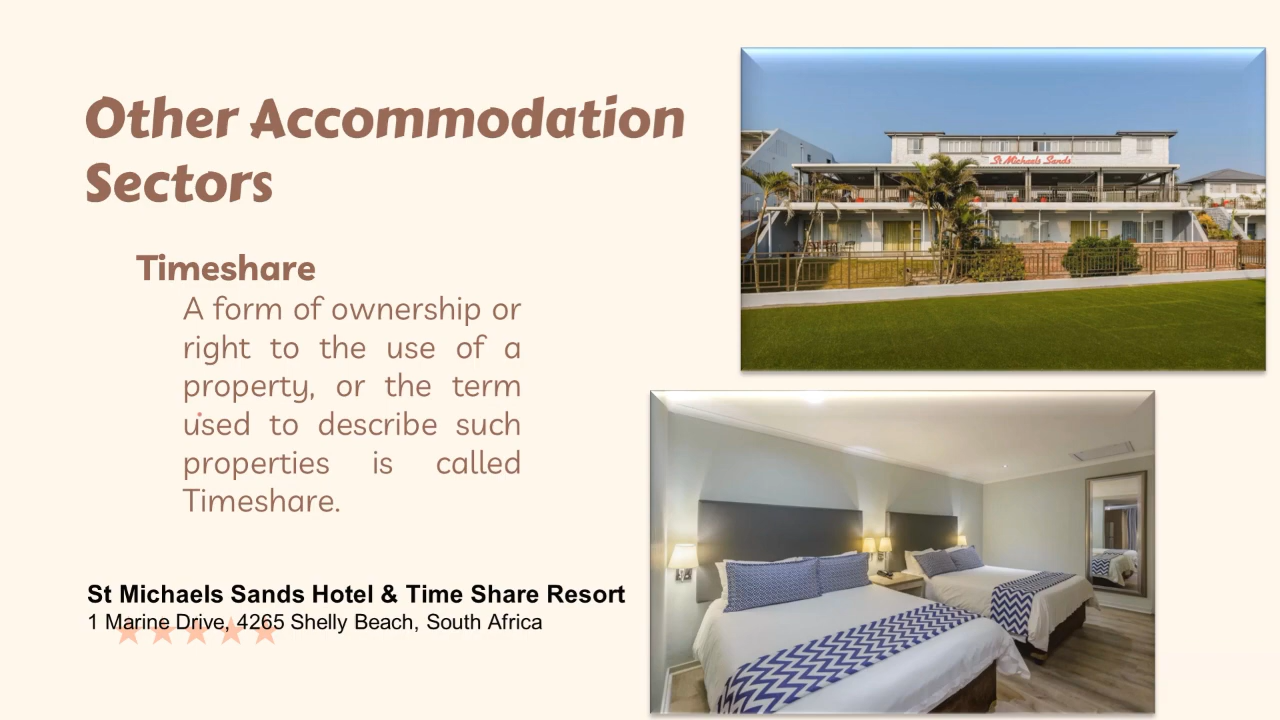 Other Accommodation
Sectors
St Michaels Sands
Timeshare
A form of ownership or
right to the use of a
property, or the term
used to describe such
properties is called
Timeshare.
St Michaels Sands Hotel & Time Share Resort
1 Marine Drive, 4265 Shelly Beach, South Africa